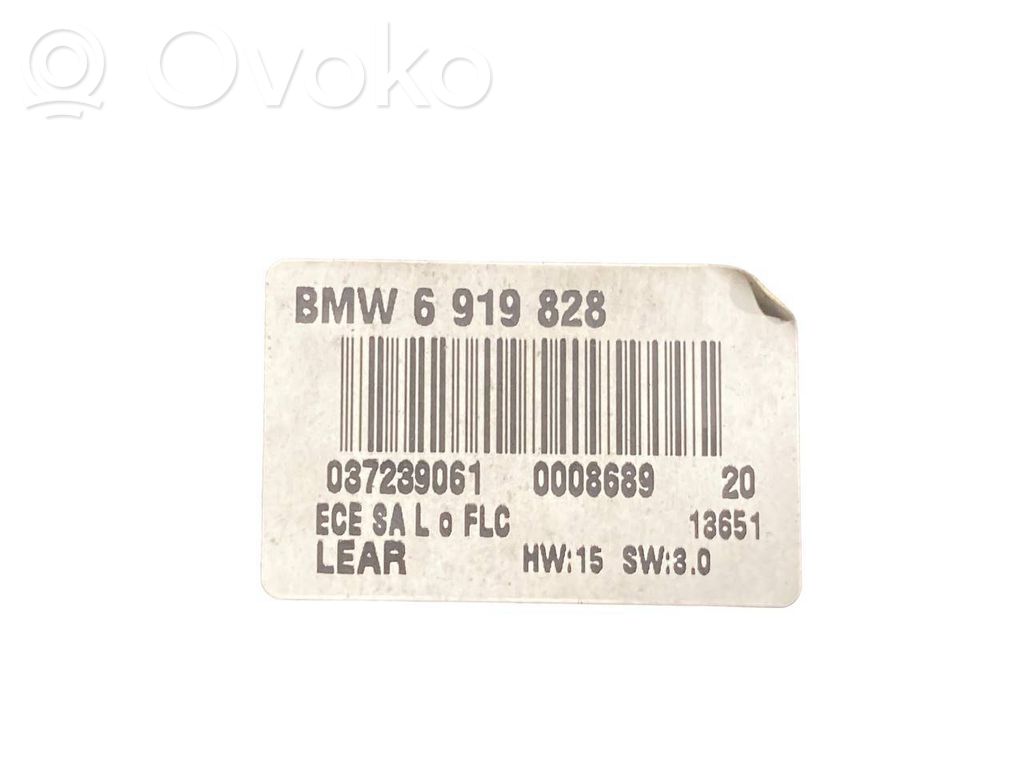 Ovoko
BMW 6 919 828
037239061 0008689 20
ECE SA L o FLC 13651
LEAR HW:15 SW:3.0